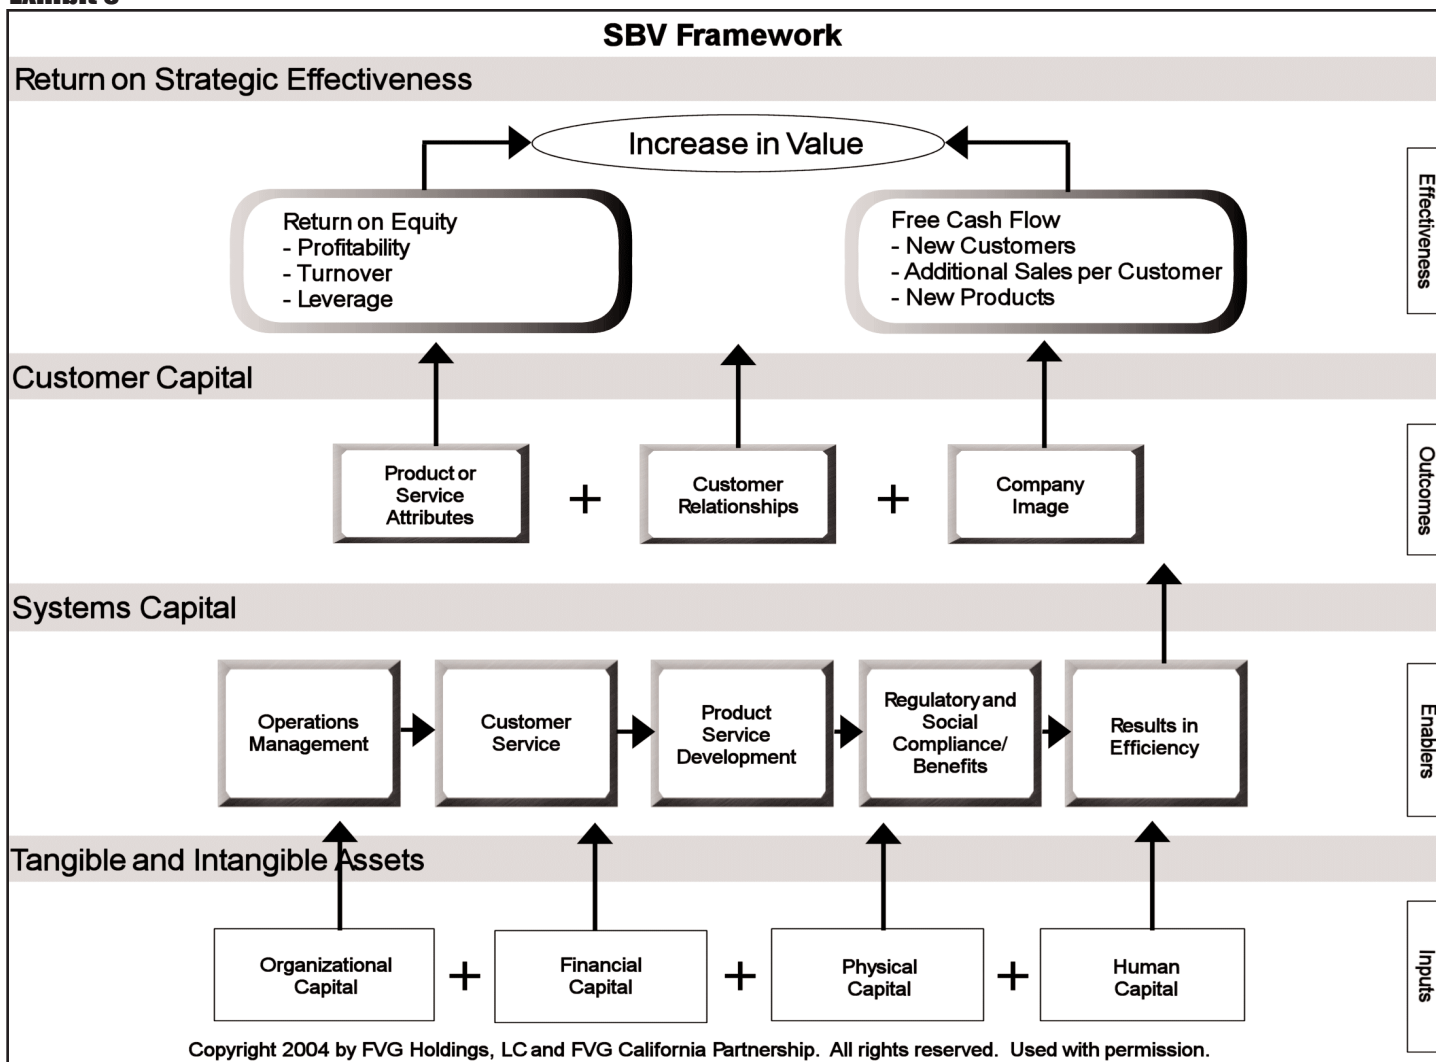 SBV Framework
Return on Strategic Effectiveness
Increase in Value
Return on Equity
- Profitability
- Turnover
- Leverage
Free Cash Flow
- New Customers
- Additional Sales per Customer
- New Products
Effectiveness
Customer Capital
Product or
Service
Attributes
+
Customer
Relationships
+
Company
Image
Outcomes
Systems Capital
Operations
Management
Customer
Service
Product
Service
Development
Regulatory and
Social
Compliance/
Benefits
Results in
Efficiency
Enablers
Tangible and Intangible Assets
Organizational
Capital
+
Financial
Capital
+
Physical
Capital
+
Human
Capital
Inputs
Copyright 2004 by FVG Holdings, LC and FVG California Partnership. All rights reserved. Used with permission.